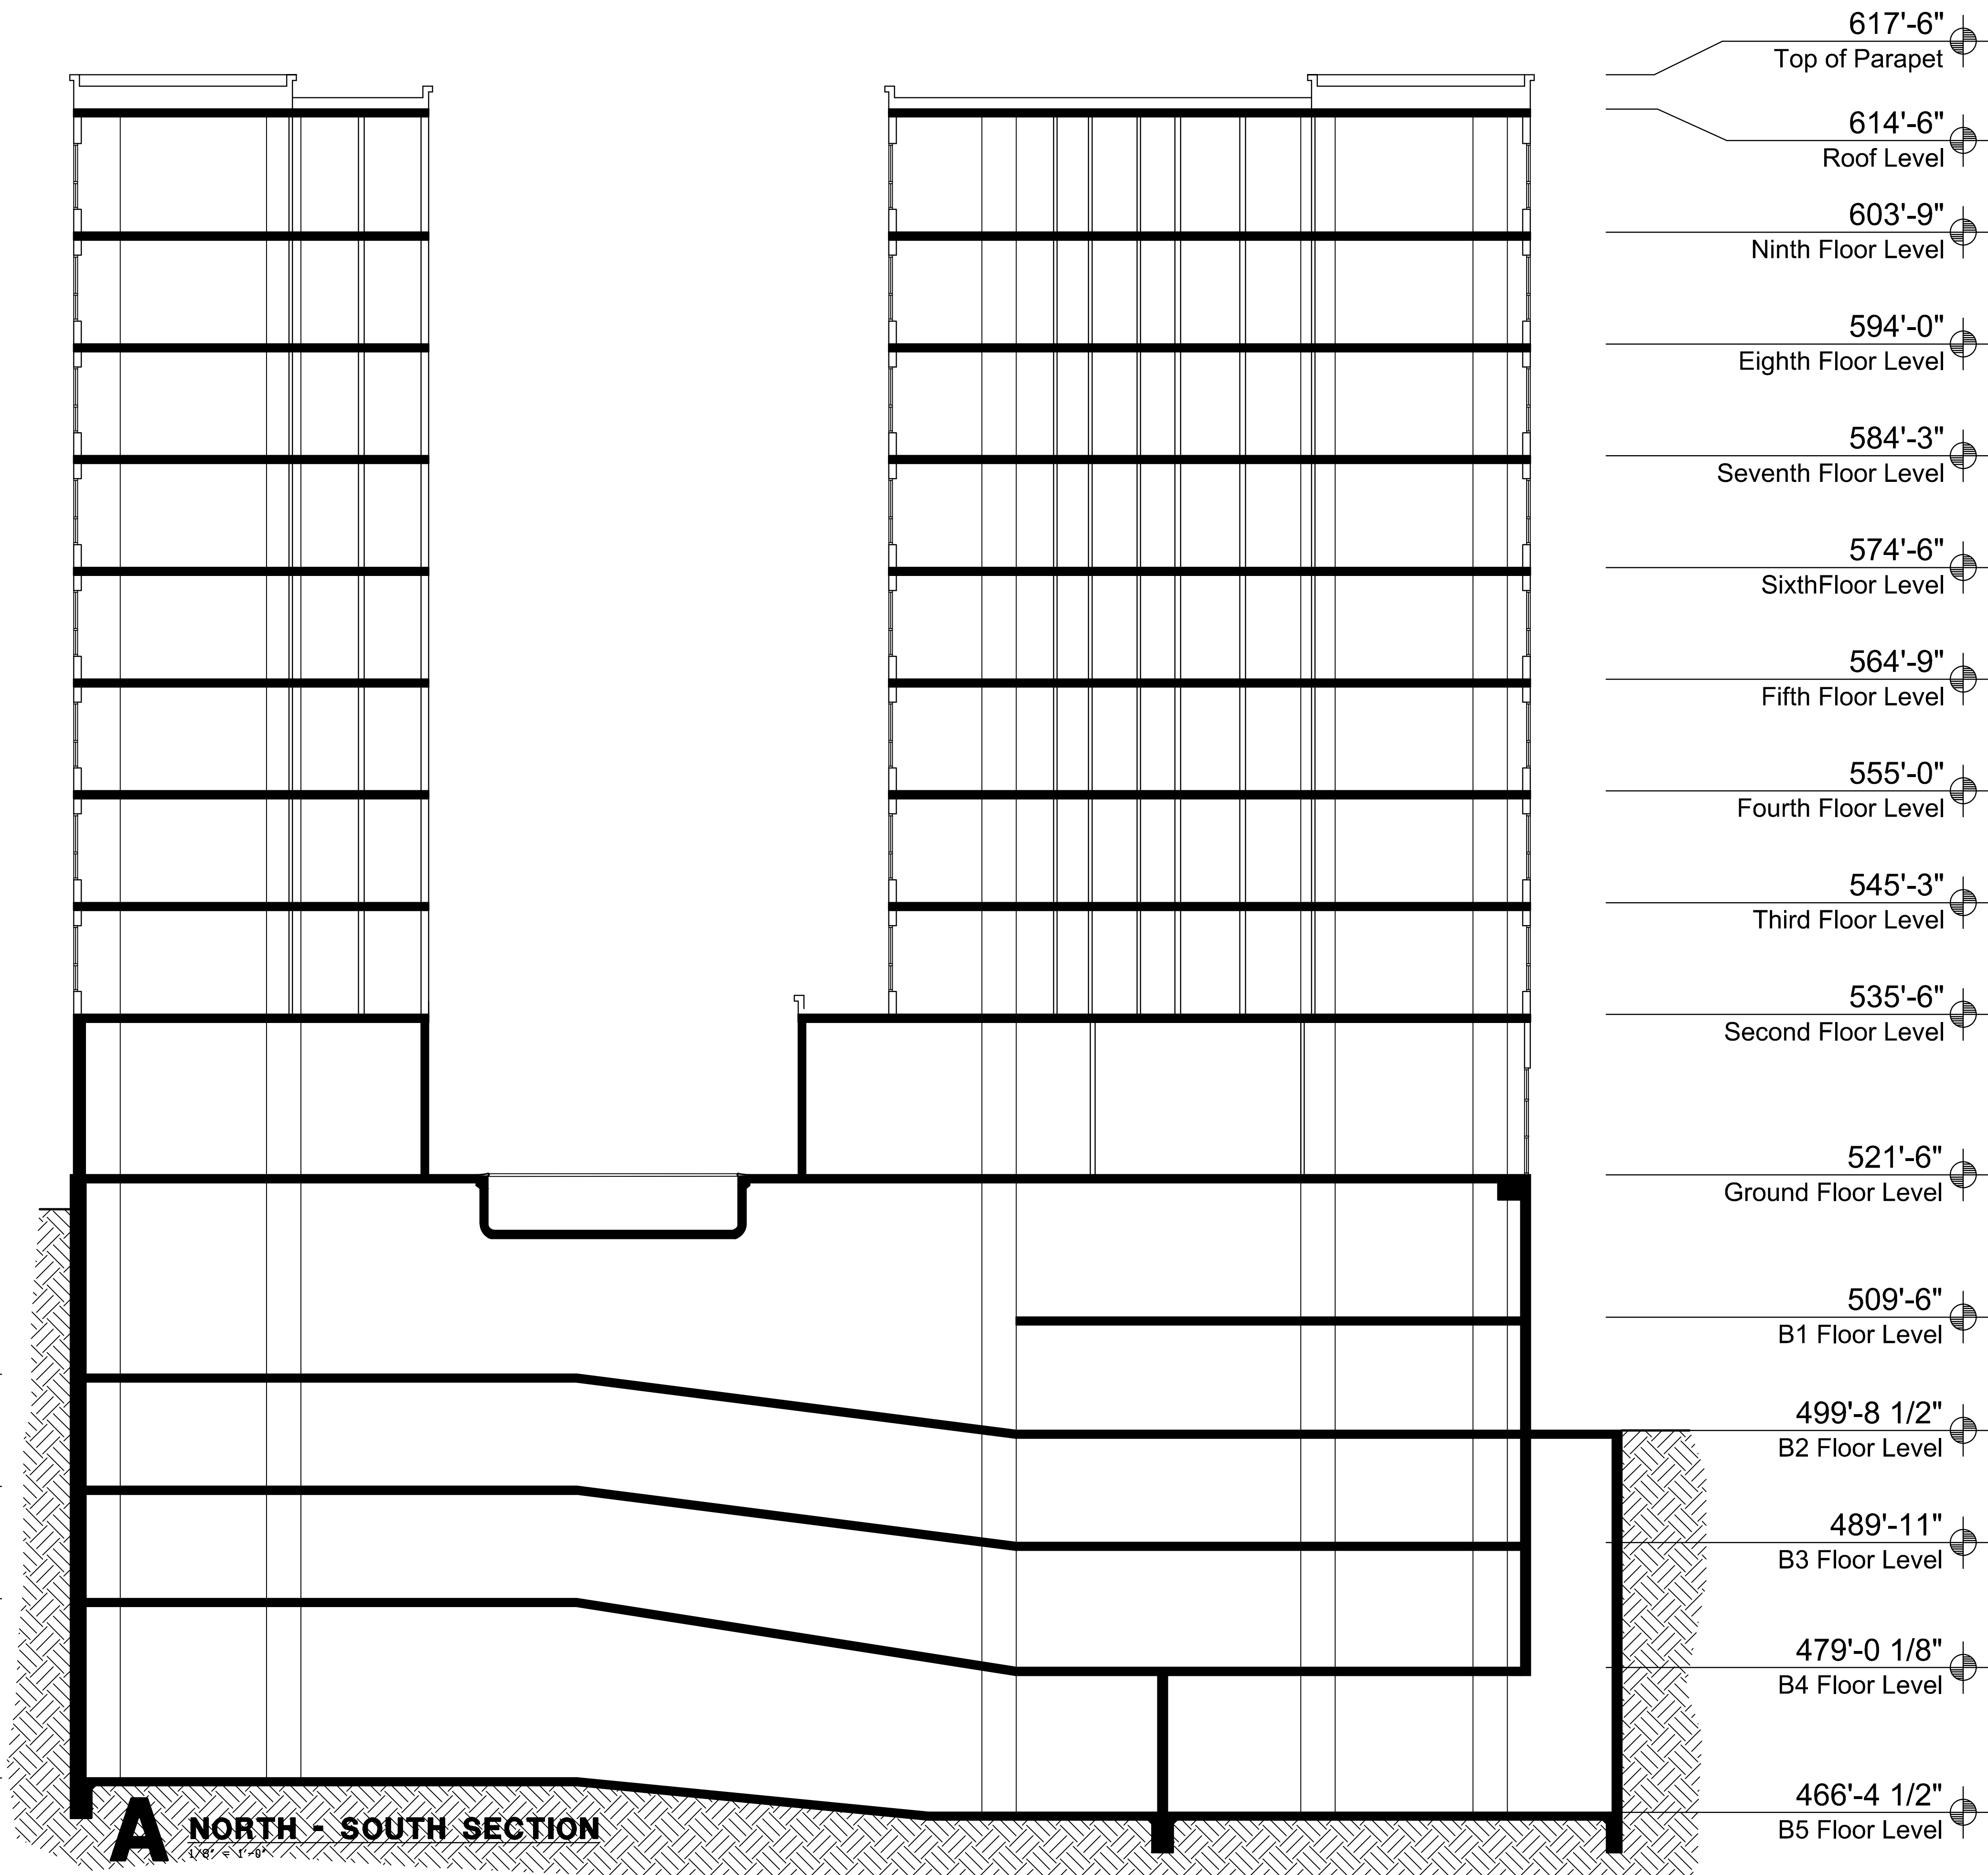 617'-6"
Top of Parapet
614'-6"
Roof Level
603'-9"
Ninth Floor Level
594'-0"
Eighth Floor Level
584'-3"
Seventh Floor Level
574'-6"
SixthFloor Level
564'-9"
Fifth Floor Level
555'-0"
Fourth Floor Level
545'-3"
Third Floor Level
535'-6"
Second Floor Level
521'-6"
Ground Floor Level
509'-6"
B1 Floor Level
499'-8 1/2"
B2 Floor Level
489'-11"
B3 Floor Level
479'-0 1/8"
B4 Floor Level
466'-4 1/2"
B5 Floor Level
A NORTH - SOUTH SECTION
1/8" = 1'-0"